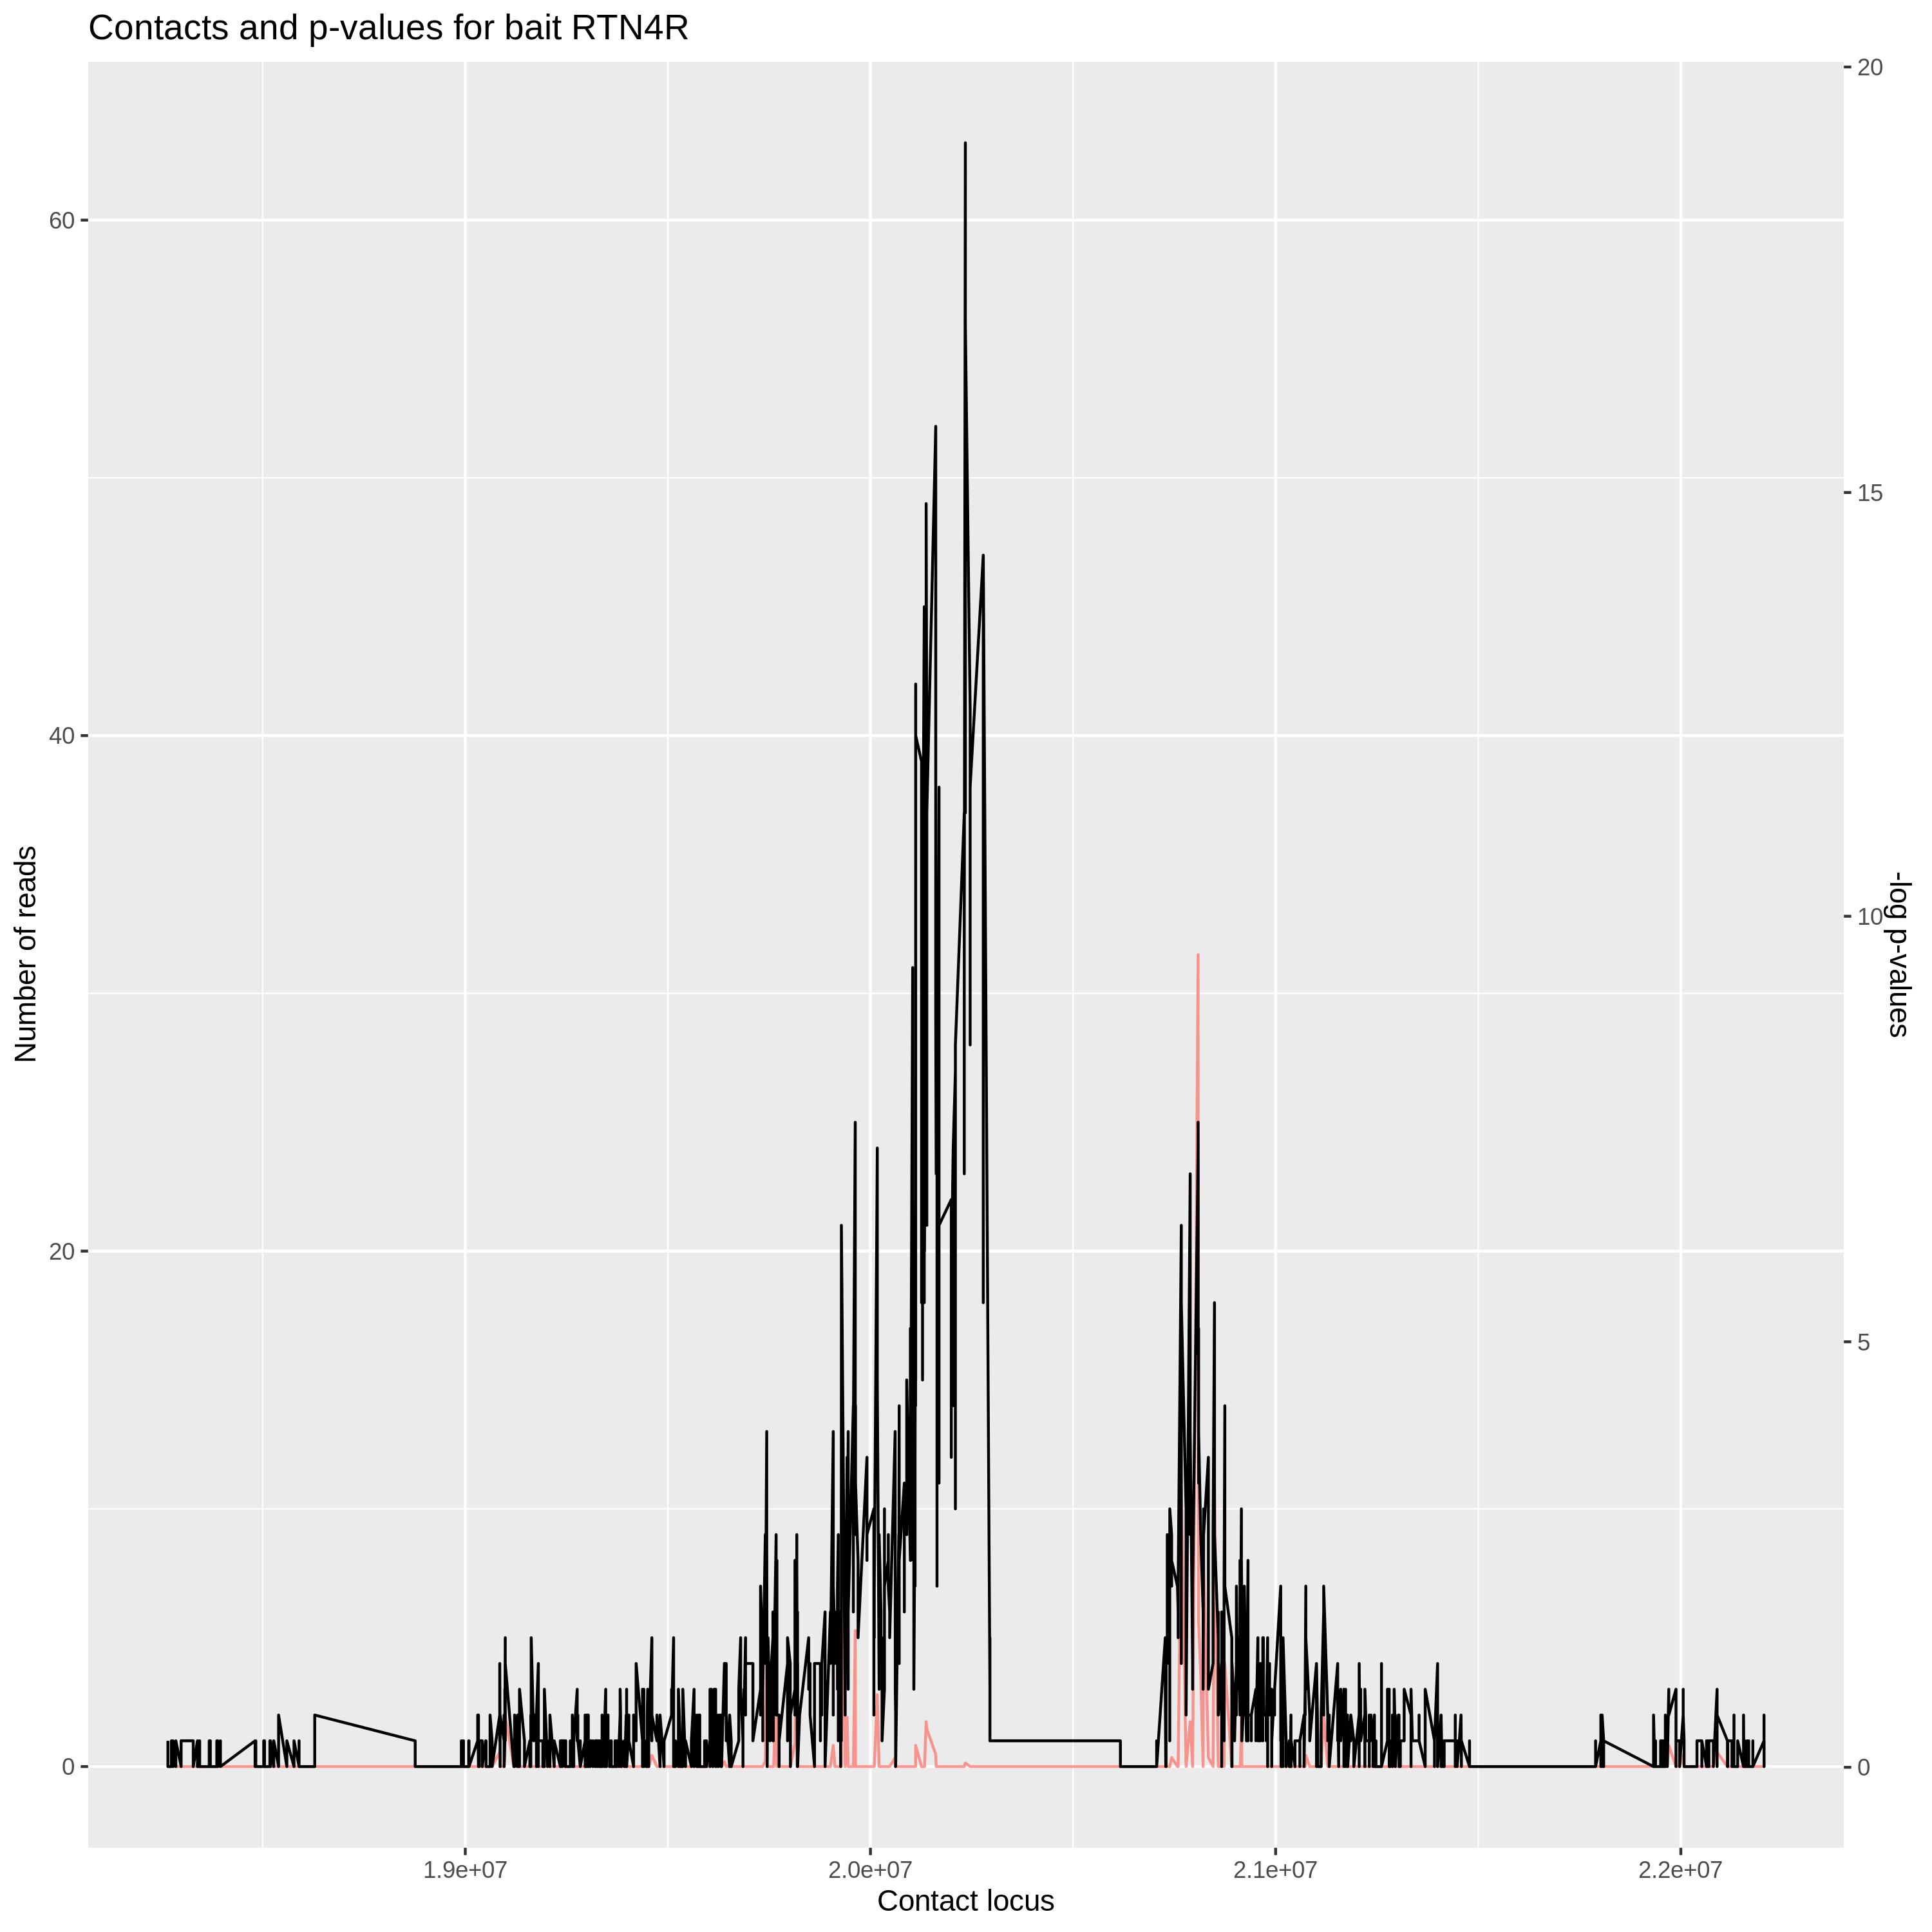 Contacts and p-values for bait RTN4R
60
40
20
0
Number of reads
20
15
10
5
0
-log p-values
1.9e+07 2.0e+07 2.1e+07 2.2e+07
Contact locus